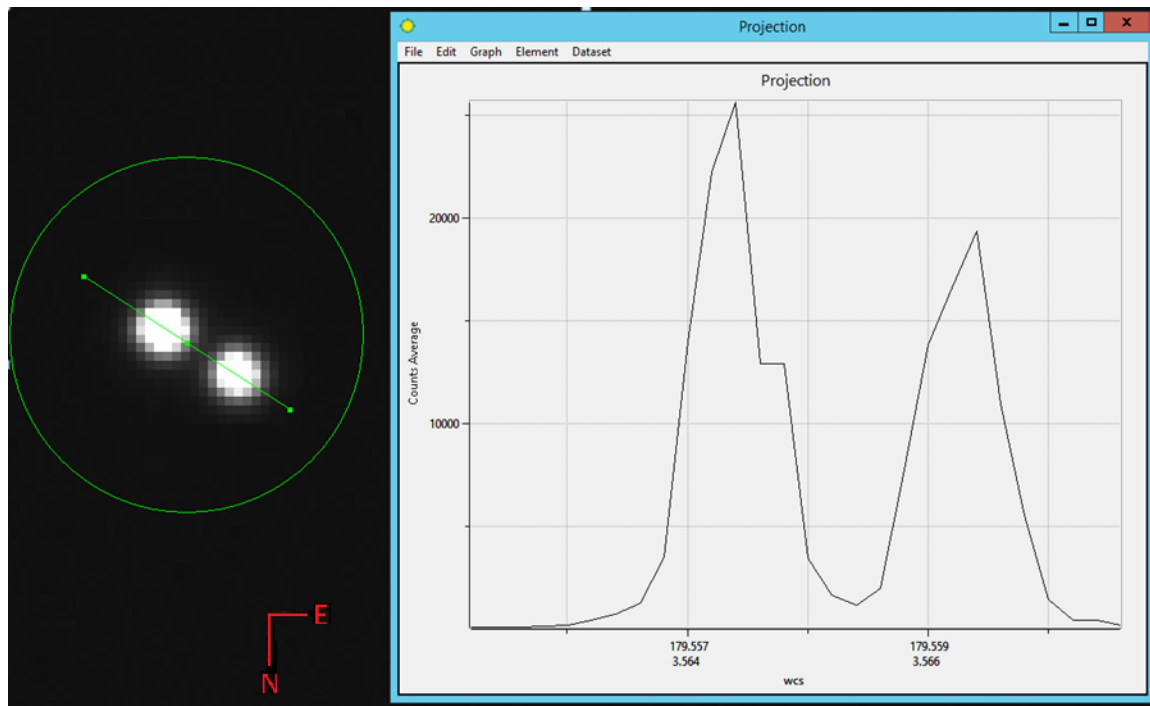 Projection
File Edit Graph Element Dataset
Projection
Counts Average
20000
10000
179.557
3.564
179.559
3.566
wcs
E
N